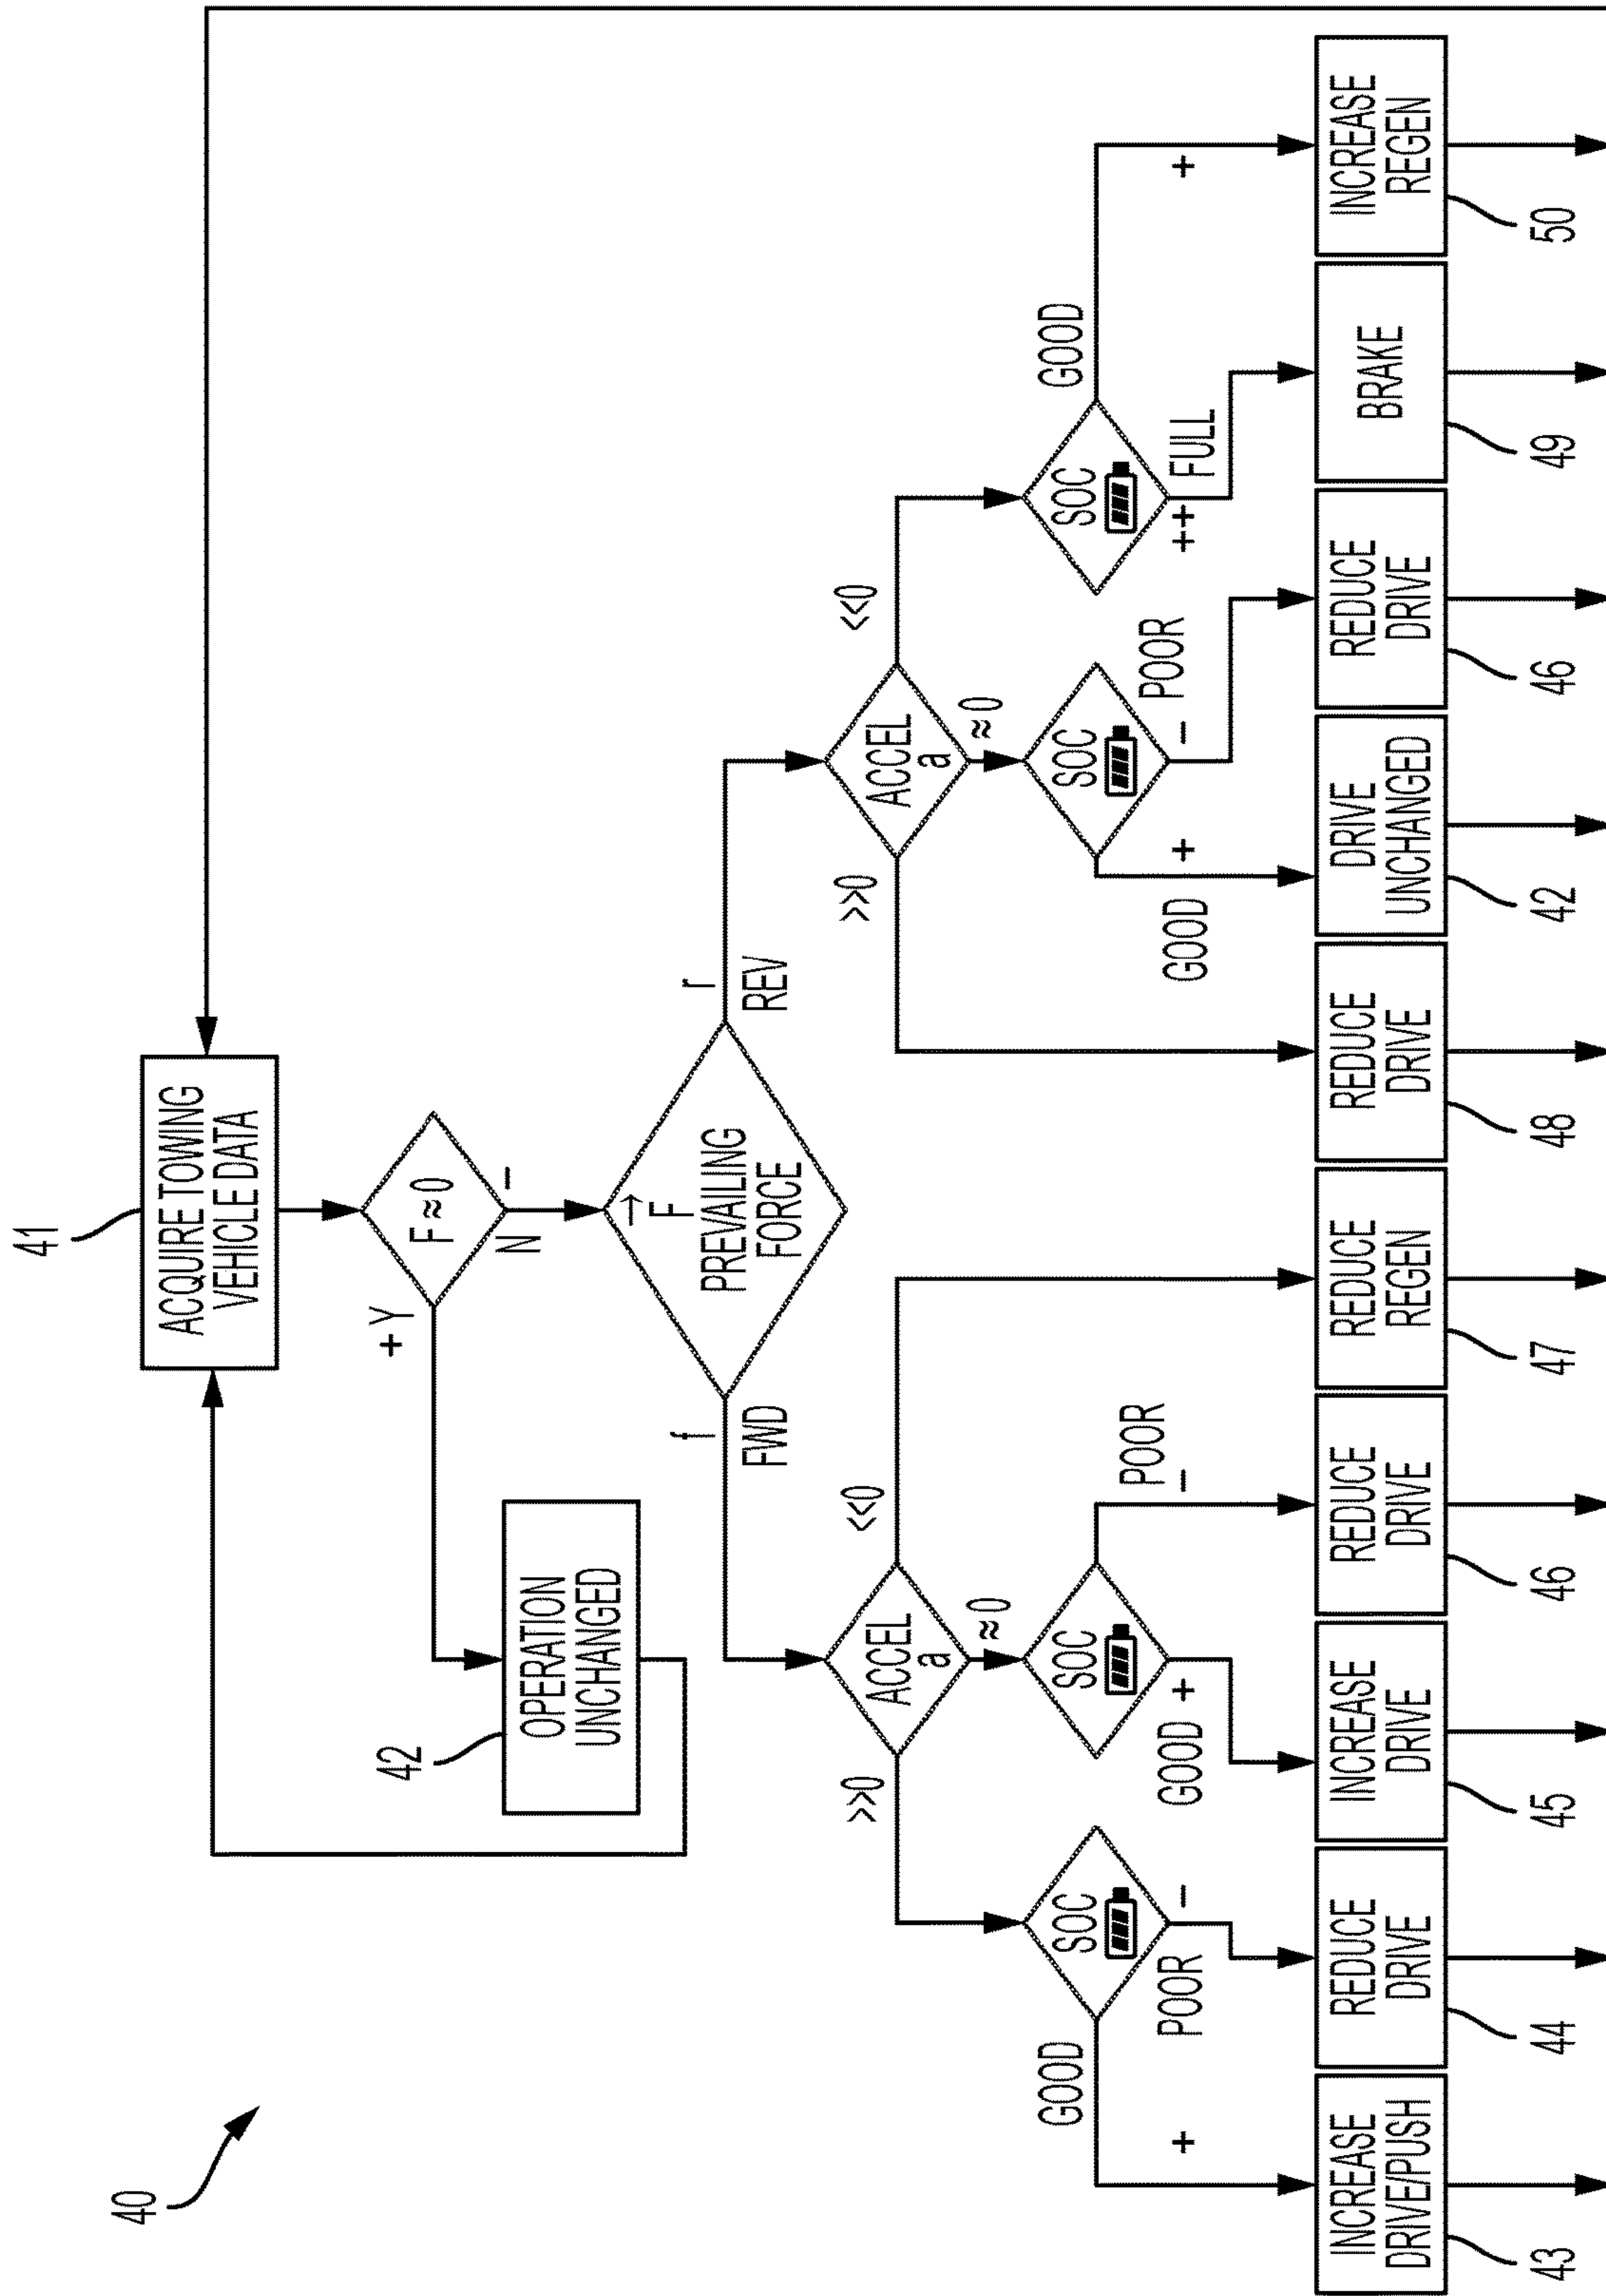 40
41
ACQUIRE TOWING
VEHICLE DATA
F ≈ 0
+ Y
N −
42
OPERATION
UNCHANGED
→
F
PREVAILING
FORCE
f
FWD
r
REV
ACCEL
a
>>0
≈ 0
<<0
ACCEL
a
>>0
≈ 0
<<0
SOC
GOOD
+
POOR
−
SOC
GOOD +
POOR
−
SOC
GOOD
+
POOR
−
SOC
++ FULL
GOOD
+
INCREASE
DRIVE/PUSH
43
REDUCE
DRIVE
44
INCREASE
DRIVE
45
REDUCE
DRIVE
46
REDUCE
REGEN
47
REDUCE
DRIVE
48
DRIVE
UNCHANGED
42
REDUCE
DRIVE
46
BRAKE
49
INCREASE
REGEN
50